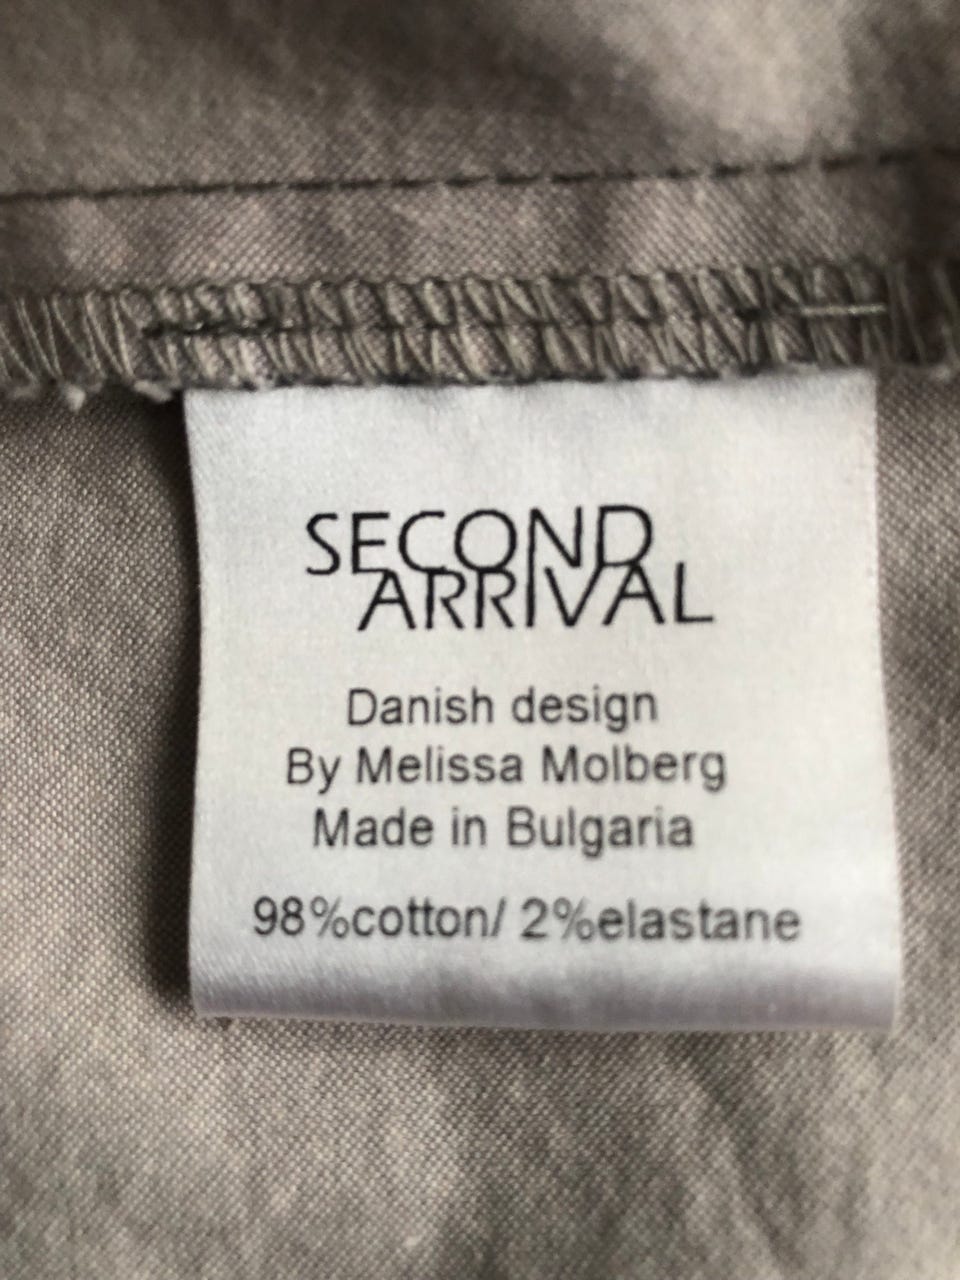 SECOND
ARRIVAL
Danish design
By Melissa Molberg
Made in Bulgaria
98%cotton/ 2%elastane